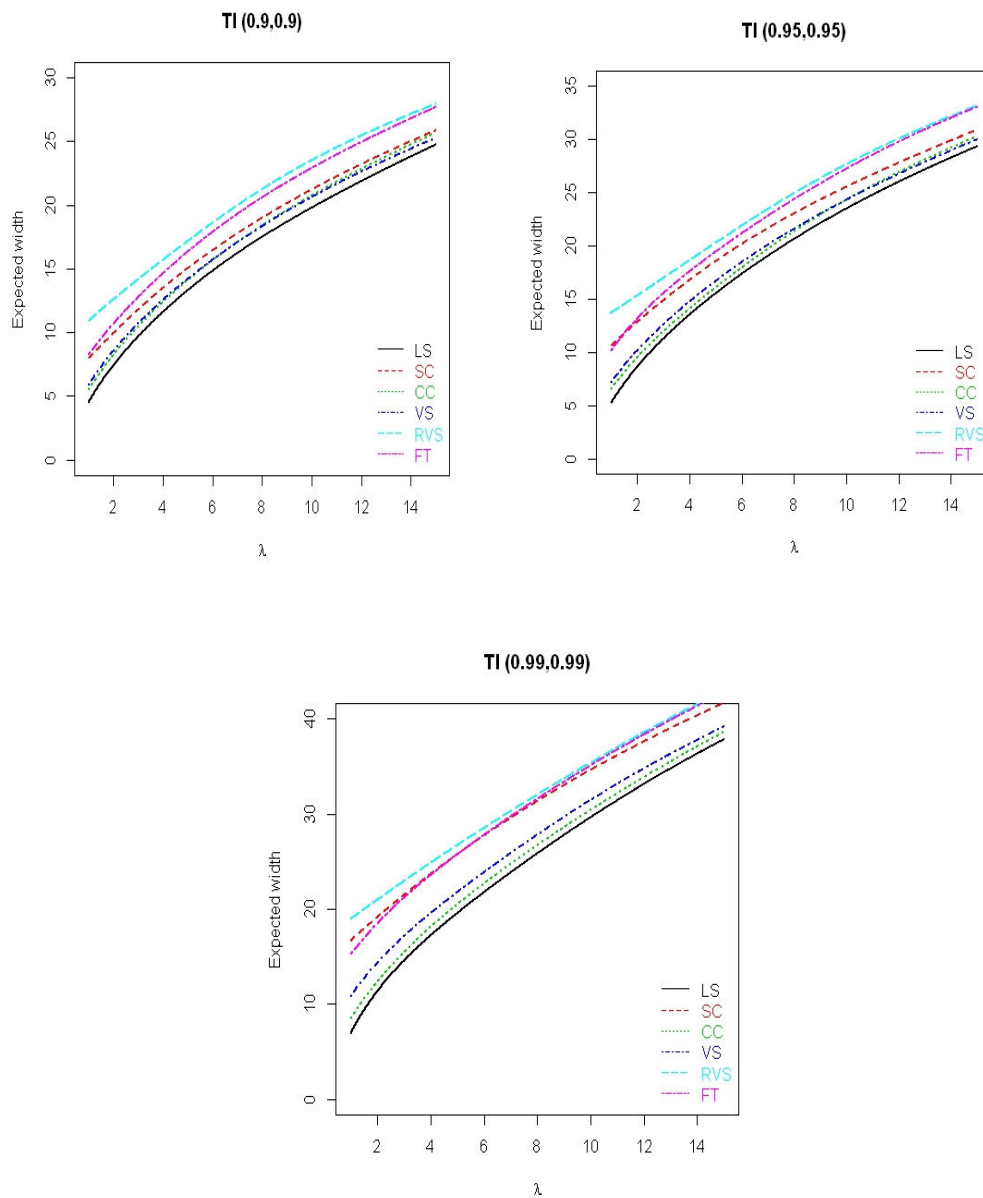 TI (0.9,0.9)
Expected width
0
5
10
15
20
25
30
2 4 6 8 10 12 14
λ
LS
SC
CC
VS
RVS
FT
TI (0.95,0.95)
Expected width
0
5
10
15
20
25
30
35
2 4 6 8 10 12 14
λ
LS
SC
CC
VS
RVS
FT
TI (0.99,0.99)
Expected width
0
10
20
30
40
2 4 6 8 10 12 14
λ
LS
SC
CC
VS
RVS
FT